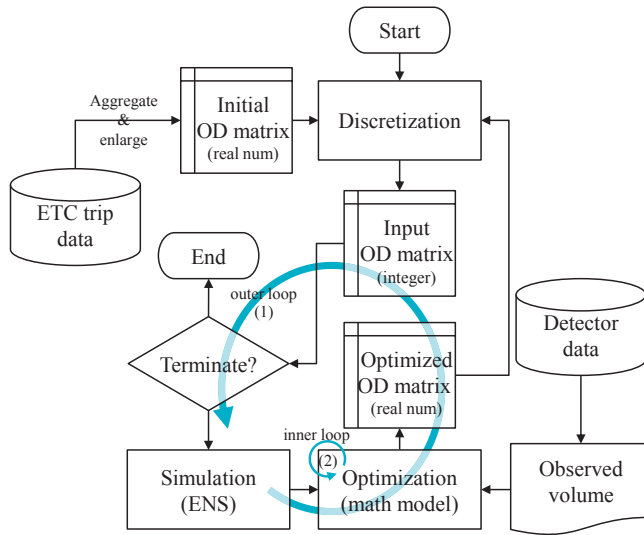 Start
Aggregate
&
enlarge
Initial
OD matrix
(real num)
Discretization
ETC trip
data
Input
OD matrix
(integer)
End
outer loop
(1)
Terminate?
Optimized
OD matrix
(real num)
Detector
data
inner loop
(2)
Simulation
(ENS)
Optimization
(math model)
Observed
volume